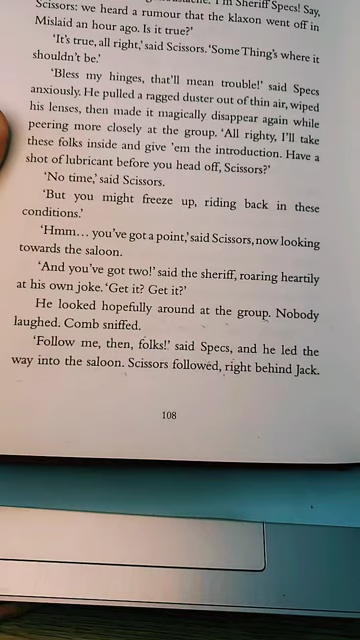 I'm Sheriff Specs! Say,
Scissors: we heard a rumour that the klaxon went off in
Mislaid an hour ago. Is it true?'
'It's true, all right,' said Scissors. 'Some Thing's where it
shouldn't be.'
'Bless my hinges, that'll mean trouble!' said Specs
anxiously. He pulled a ragged duster out of thin air, wiped
his lenses, then made it magically disappear again while
peering more closely at the group. 'All righty, I'll take
these folks inside and give 'em the introduction. Have a
shot of lubricant before you head off, Scissors?'
'No time,' said Scissors.
'But you might freeze up, riding back in these
conditions.'
'Hmm… you've got a point,' said Scissors, now looking
towards the saloon.
'And you've got two!' said the sheriff, roaring heartily
at his own joke. 'Get it? Get it?'
He looked hopefully around at the group. Nobody
laughed. Comb sniffed.
'Follow me, then, folks!' said Specs, and he led the
way into the saloon. Scissors followed, right behind Jack.
108